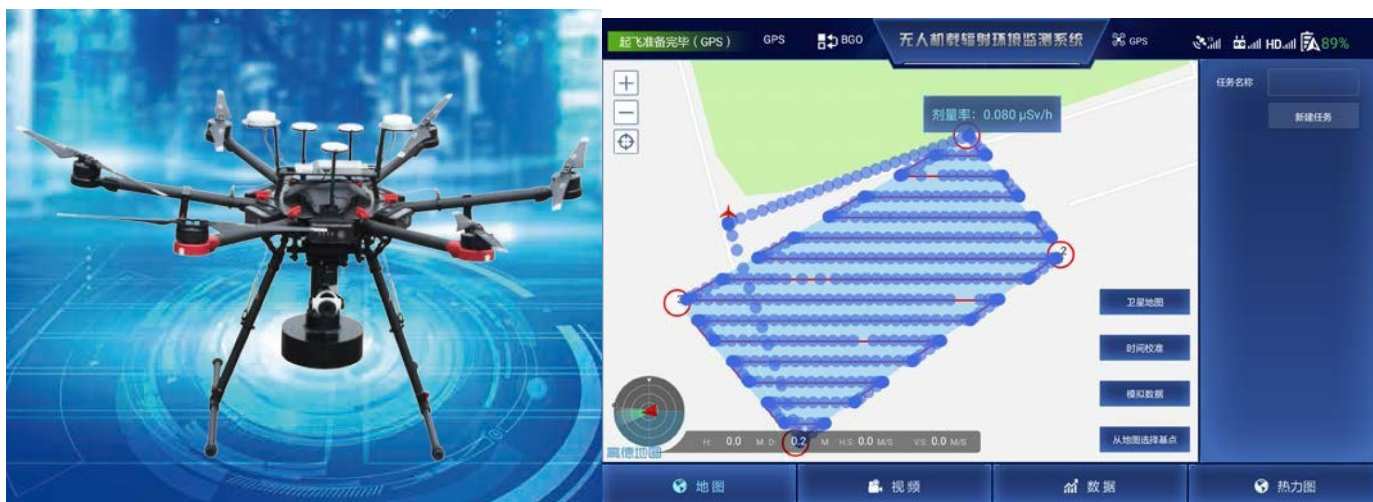 起飞准备完毕（GPS）
GPS
BGO
无人机载辐射环境监测系统
GPS
HD
89%
任务名称
新建任务
剂量率：0.080 μSv/h
2
3
卫星地图
时间校准
模拟数据
从地图选择基点
H: 0.0 M D: 0.2 M H.S: 0.0 M/S V.S: 0.0 M/S
高德地图
地图
视频
数据
热力图